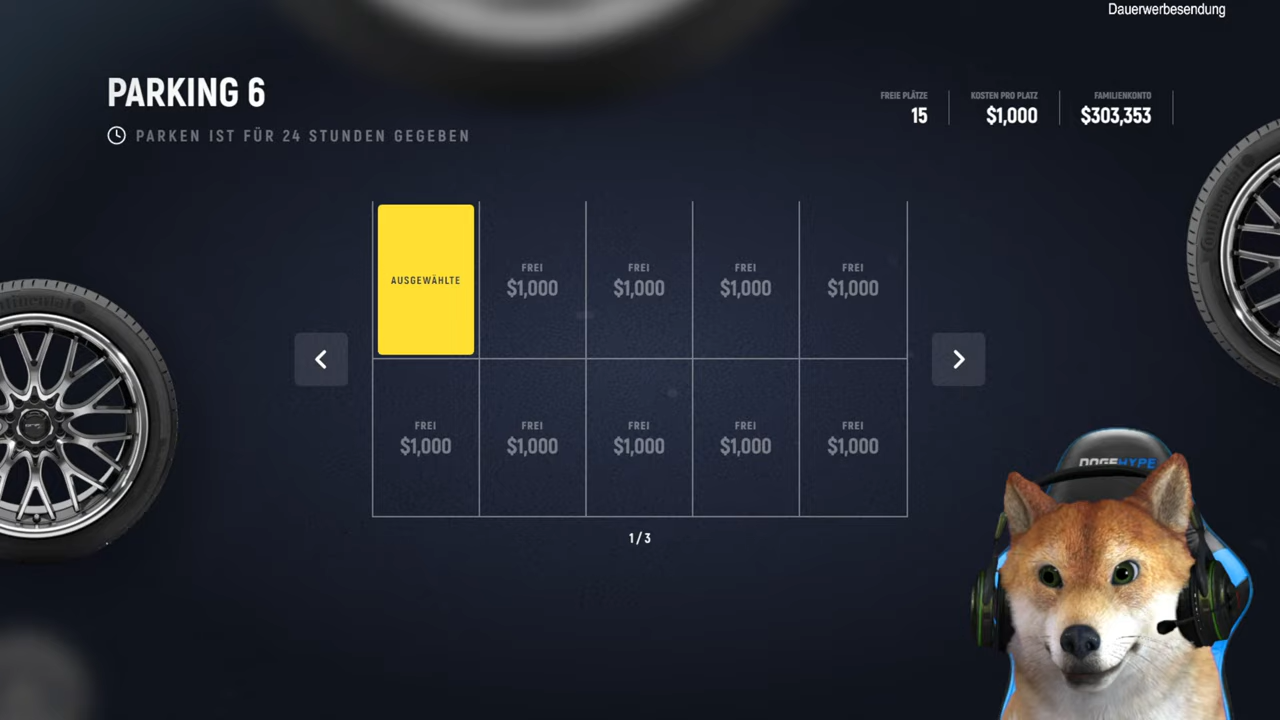 Dauerwerbesendung
PARKING 6
PARKEN IST FÜR 24 STUNDEN GEGEBEN
FREIE PLÄTZE
15
KOSTEN PRO PLATZ
$1,000
FAMILIENKONTO
$303,353
AUSGEWÄHLTE
FREI
$1,000
FREI
$1,000
FREI
$1,000
FREI
$1,000
FREI
$1,000
FREI
$1,000
FREI
$1,000
FREI
$1,000
FREI
$1,000
1/3
Continental
DOGEHYPE